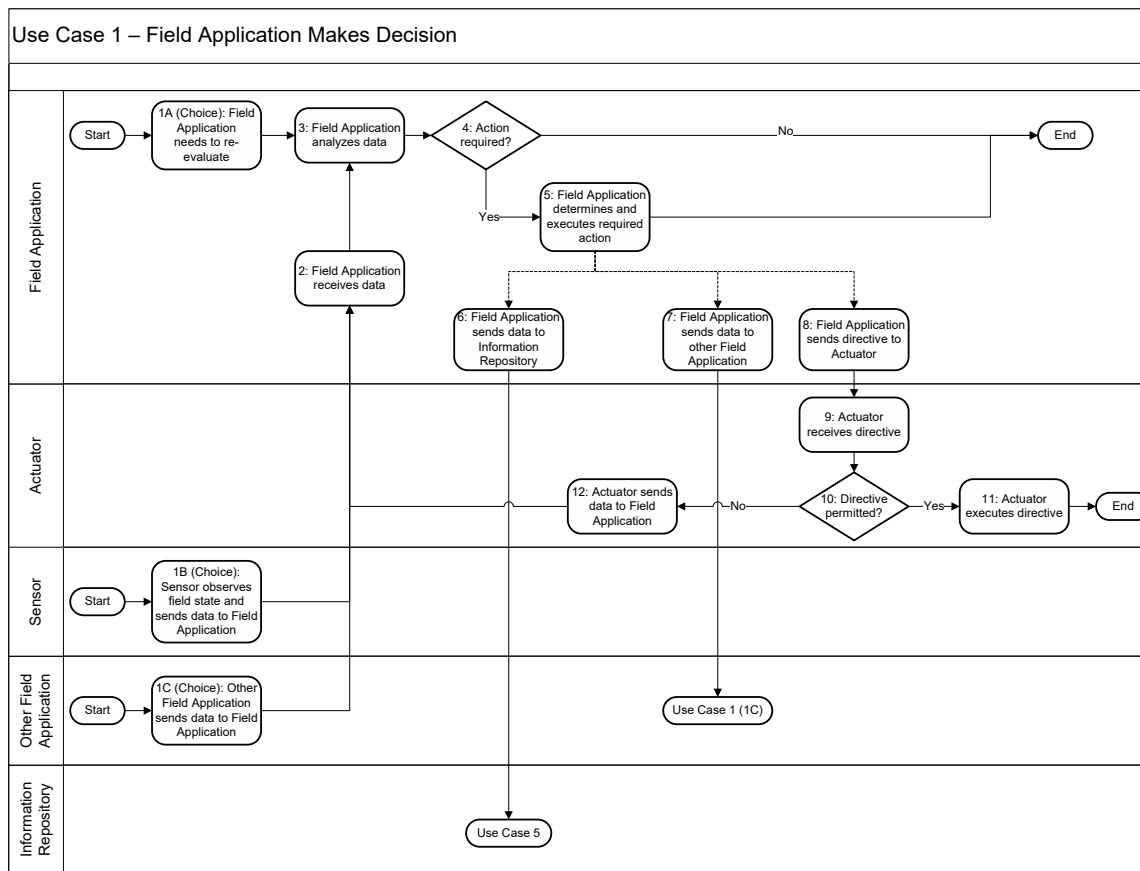 Use Case 1 – Field Application Makes Decision
Field Application
Start
1A (Choice): Field
Application
needs to re-
evaluate
3: Field Application
analyzes data
4: Action
required?
No
End
Yes
5: Field Application
determines and
executes required
action
2: Field Application
receives data
6: Field Application
sends data to
Information
Repository
7: Field Application
sends data to
other Field
Application
8: Field Application
sends directive to
Actuator
Actuator
9: Actuator
receives directive
12: Actuator sends
data to Field
Application
No
10: Directive
permitted?
Yes
11: Actuator
executes directive
End
Sensor
Start
1B (Choice):
Sensor observes
field state and
sends data to Field
Application
Other Field
Application
Start
1C (Choice): Other
Field Application
sends data to Field
Application
Use Case 1 (1C)
Information
Repository
Use Case 5